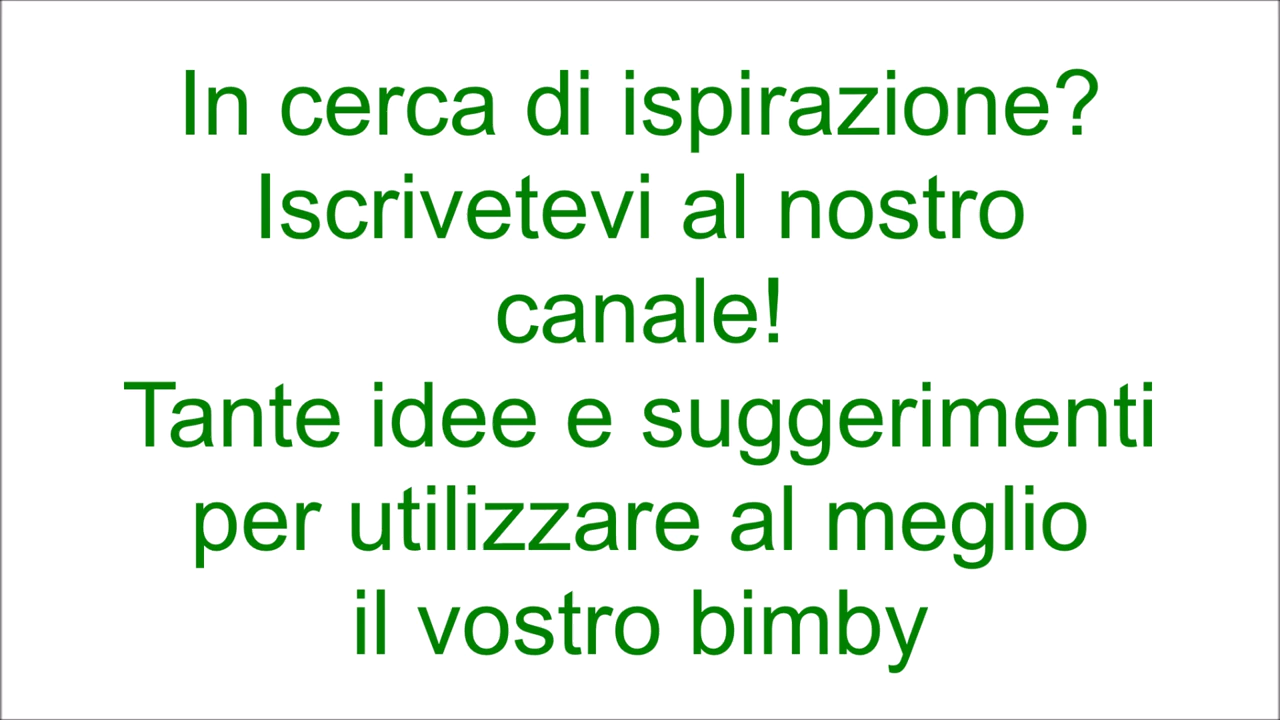 In cerca di ispirazione?
Iscrivetevi al nostro
canale!
Tante idee e suggerimenti
per utilizzare al meglio
il vostro bimby